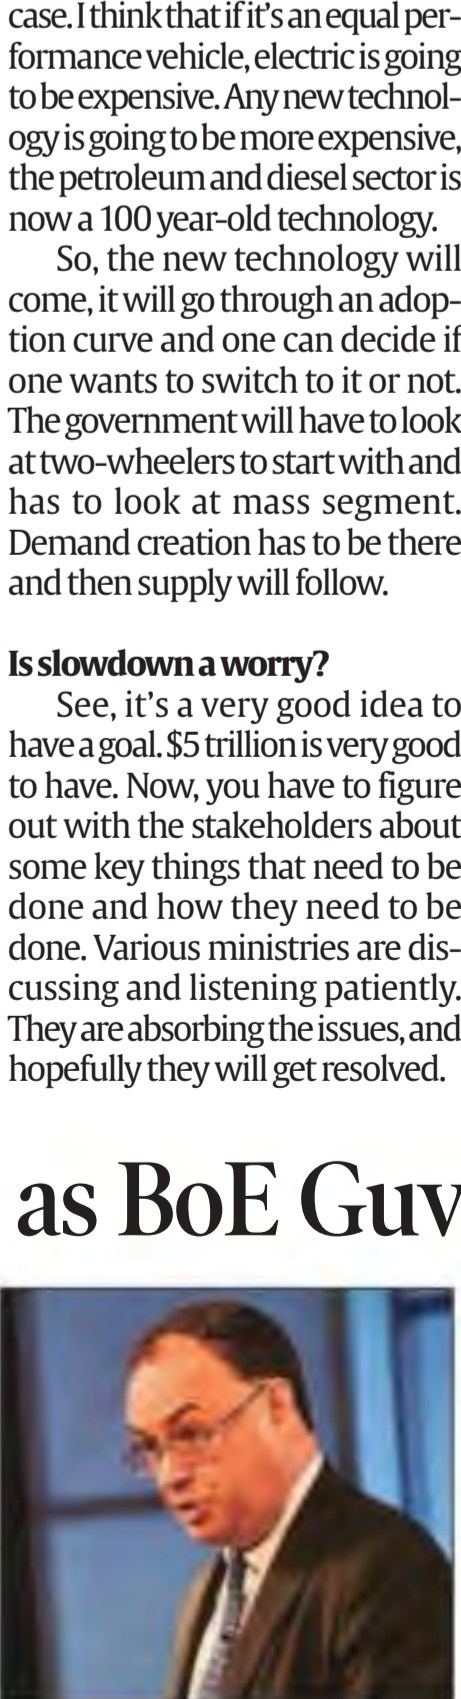 case. I think that if it's an equal per-
formance vehicle, electric is going
to be expensive. Any new technol-
ogy is going to be more expensive,
the petroleum and diesel sector is
now a 100 year-old technology.
So, the new technology will
come, it will go through an adop-
tion curve and one can decide if
one wants to switch to it or not.
The government will have to look
at two-wheelers to start with and
has to look at mass segment.
Demand creation has to be there
and then supply will follow.
Is slowdown a worry?
See, it's a very good idea to
have a goal. $5 trillion is very good
to have. Now, you have to figure
out with the stakeholders about
some key things that need to be
done and how they need to be
done. Various ministries are dis-
cussing and listening patiently.
They are absorbing the issues, and
hopefully they will get resolved.
as BoE Guv